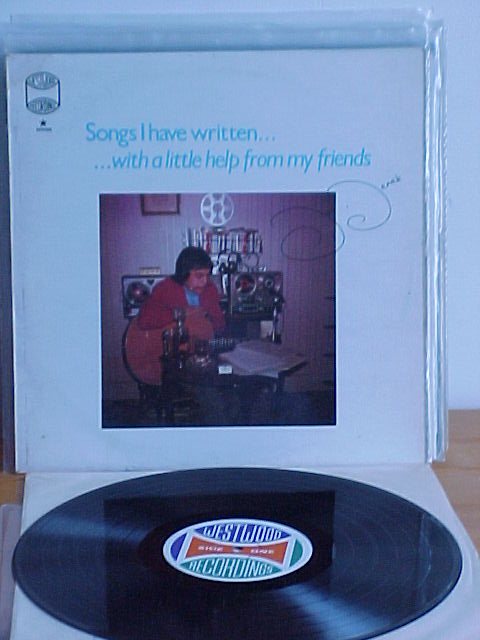 Songs I have written...
...with a little help from my friends
WESTWOOD
SIDE ONE
RECORDINGS